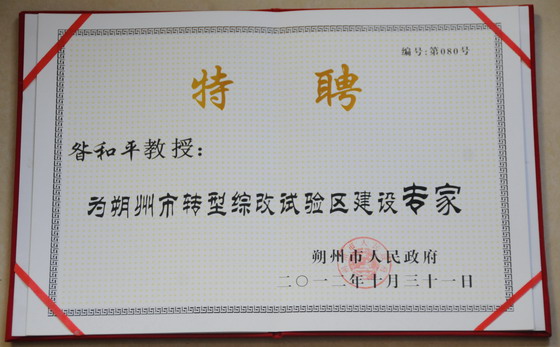 编号:第080号
特聘
昝和平教授:
为朔州市转型综改试验区建设专家
朔州市人民政府
二〇一二年十月三十一日